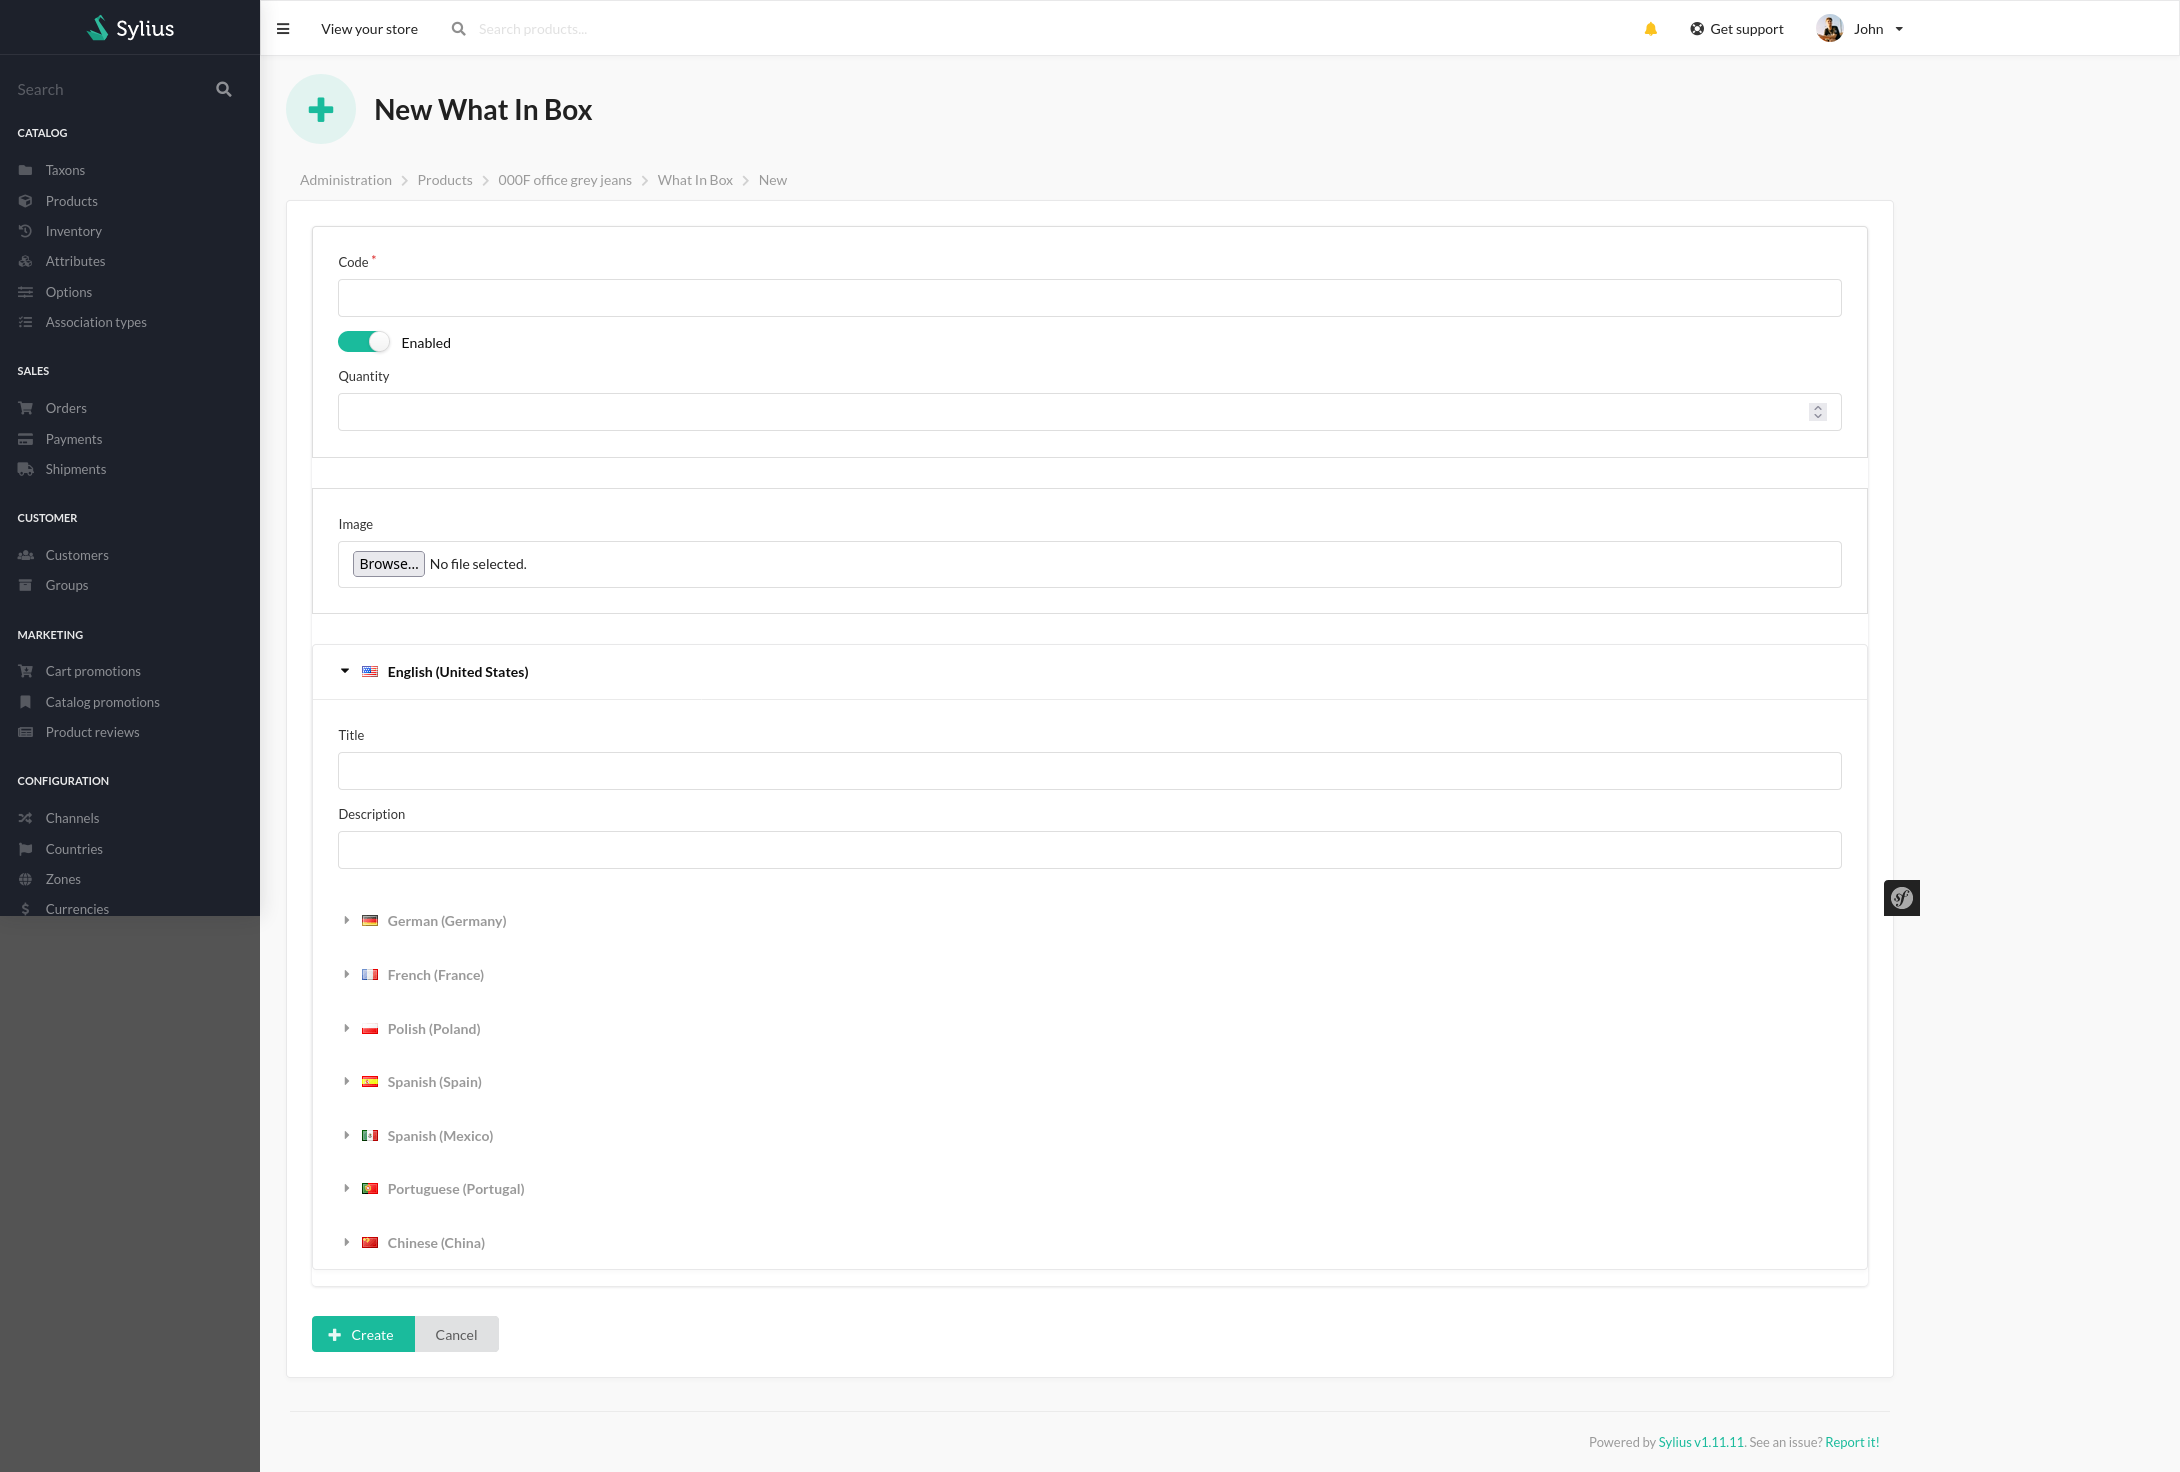 Sylius
View your store
Search products...
Get support
John
Search
CATALOG
Taxons
Products
Inventory
Attributes
Options
Association types
SALES
Orders
Payments
Shipments
CUSTOMER
Customers
Groups
MARKETING
Cart promotions
Catalog promotions
Product reviews
CONFIGURATION
Channels
Countries
Zones
Currencies
New What In Box
Administration
Products
000F office grey jeans
What In Box
New
Code *
Enabled
Quantity
Image
Browse... No file selected.
English (United States)
Title
Description
German (Germany)
French (France)
Polish (Poland)
Spanish (Spain)
Spanish (Mexico)
Portuguese (Portugal)
Chinese (China)
Create
Cancel
sf
Powered by Sylius v1.11.11. See an issue? Report it!